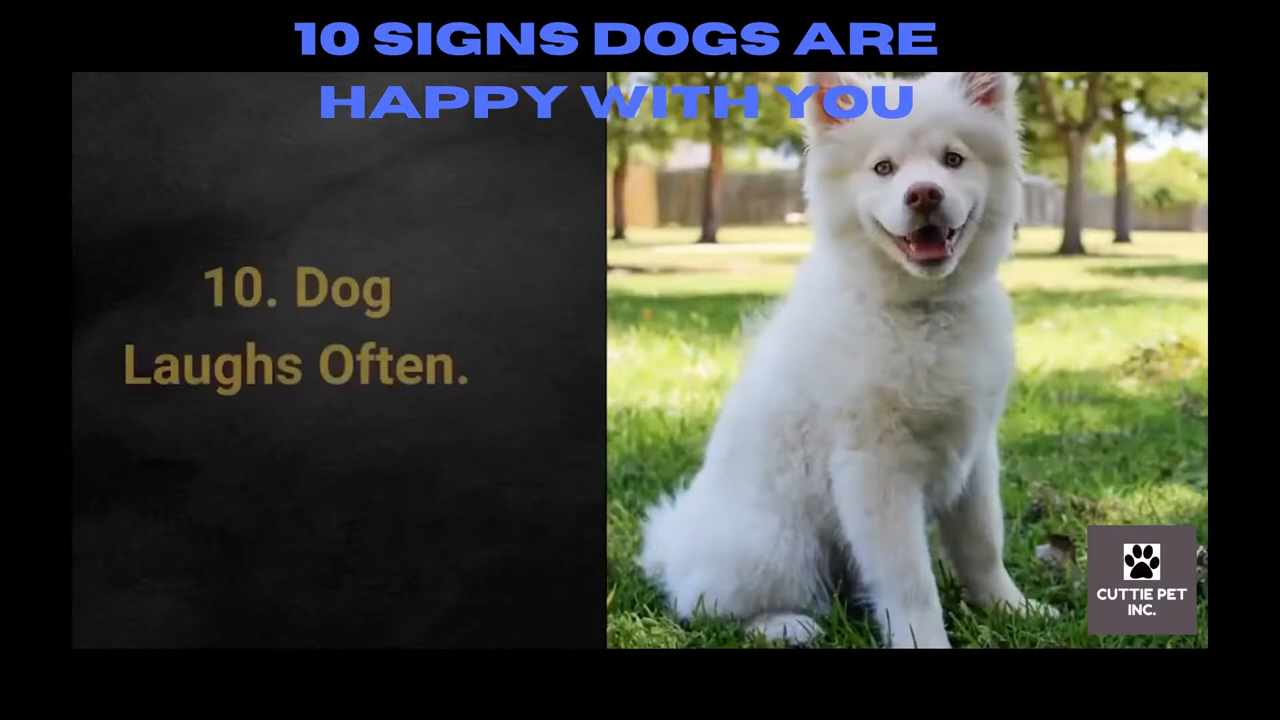 10 SIGNS DOGS ARE
HAPPY WITH YOU
10. Dog
Laughs Often.
CUTTIE PET
INC.